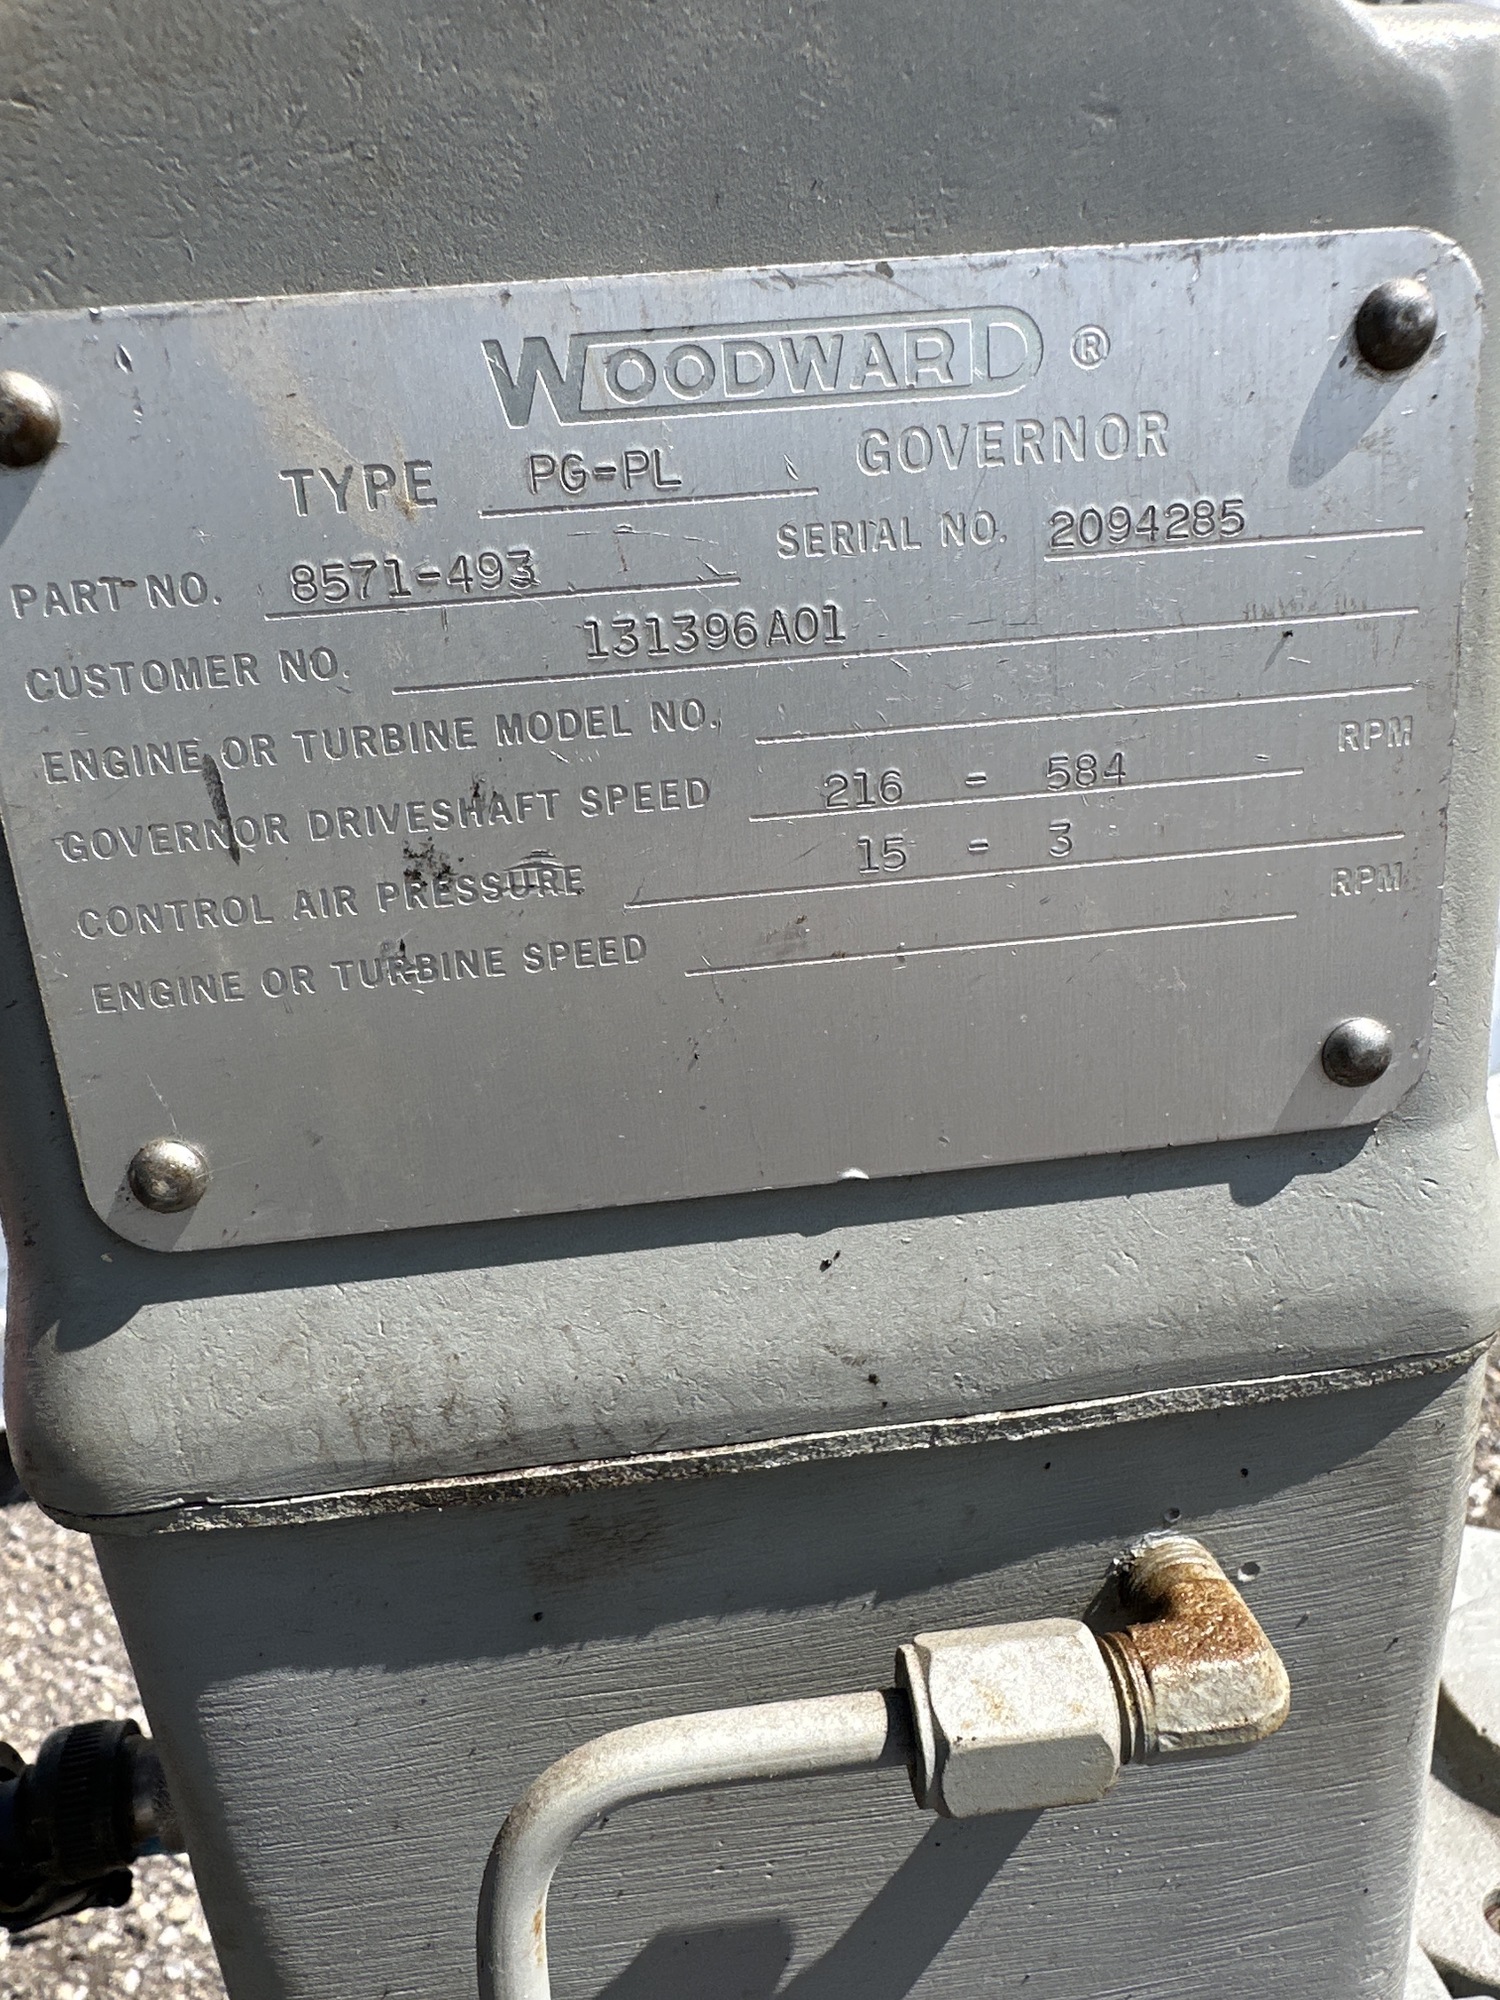 WOODWARD ®
TYPE PG-PL GOVERNOR
PART NO. 8571-493 SERIAL NO. 2094285
CUSTOMER NO. 131396A01
ENGINE OR TURBINE MODEL NO.
GOVERNOR DRIVESHAFT SPEED 216 - 584 RPM
CONTROL AIR PRESSURE 15 - 3
ENGINE OR TURBINE SPEED RPM